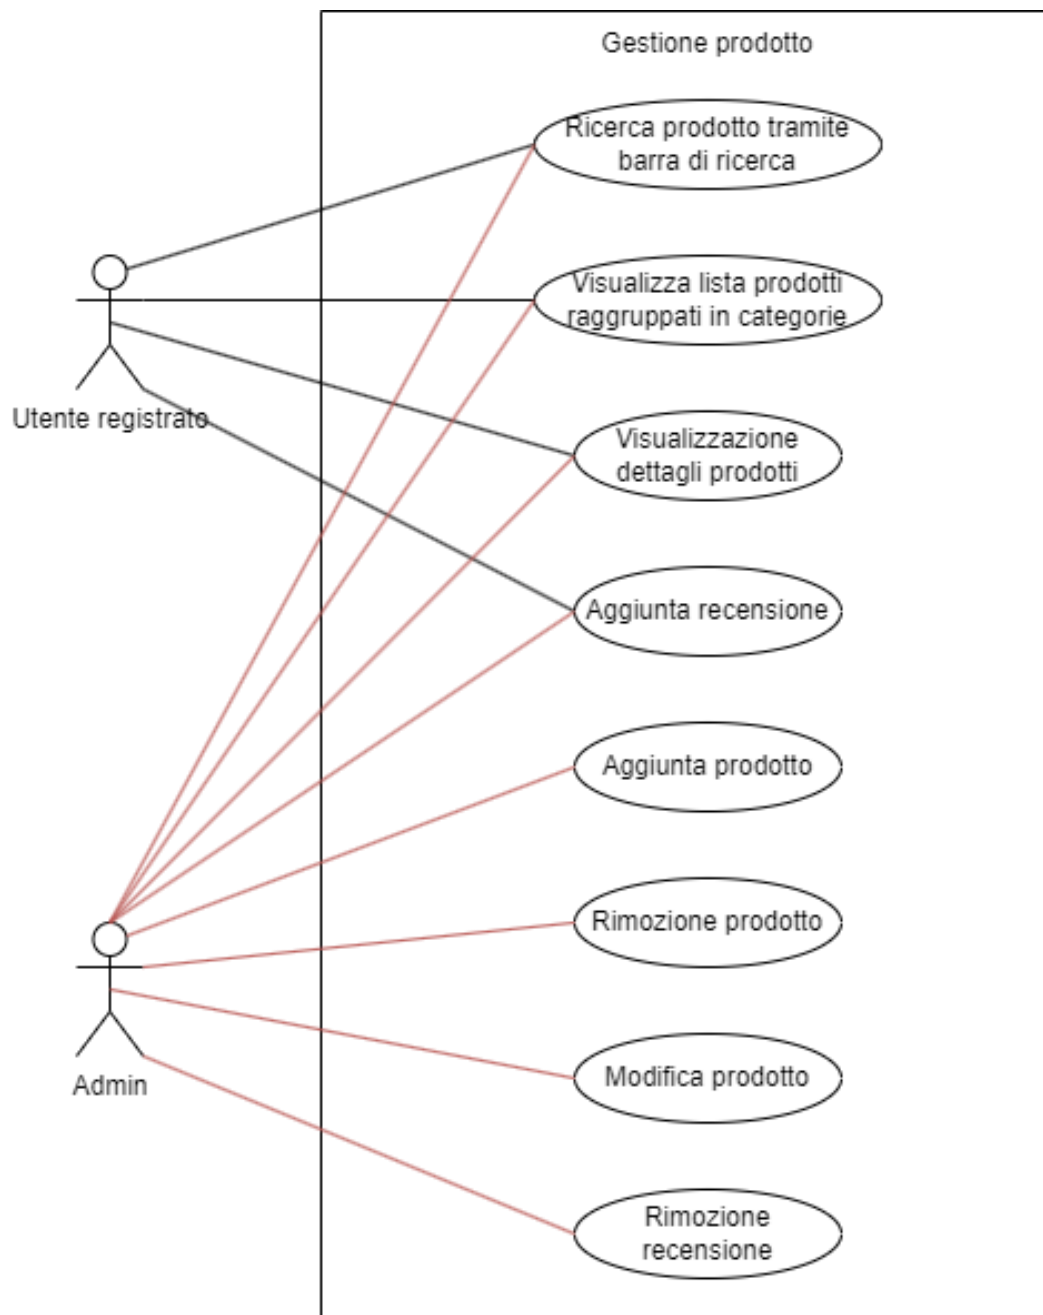 Gestione prodotto
Ricerca prodotto tramite
barra di ricerca
Visualizza lista prodotti
raggruppati in categorie
Utente registrato
Visualizzazione
dettagli prodotti
Aggiunta recensione
Aggiunta prodotto
Rimozione prodotto
Modifica prodotto
Admin
Rimozione
recensione